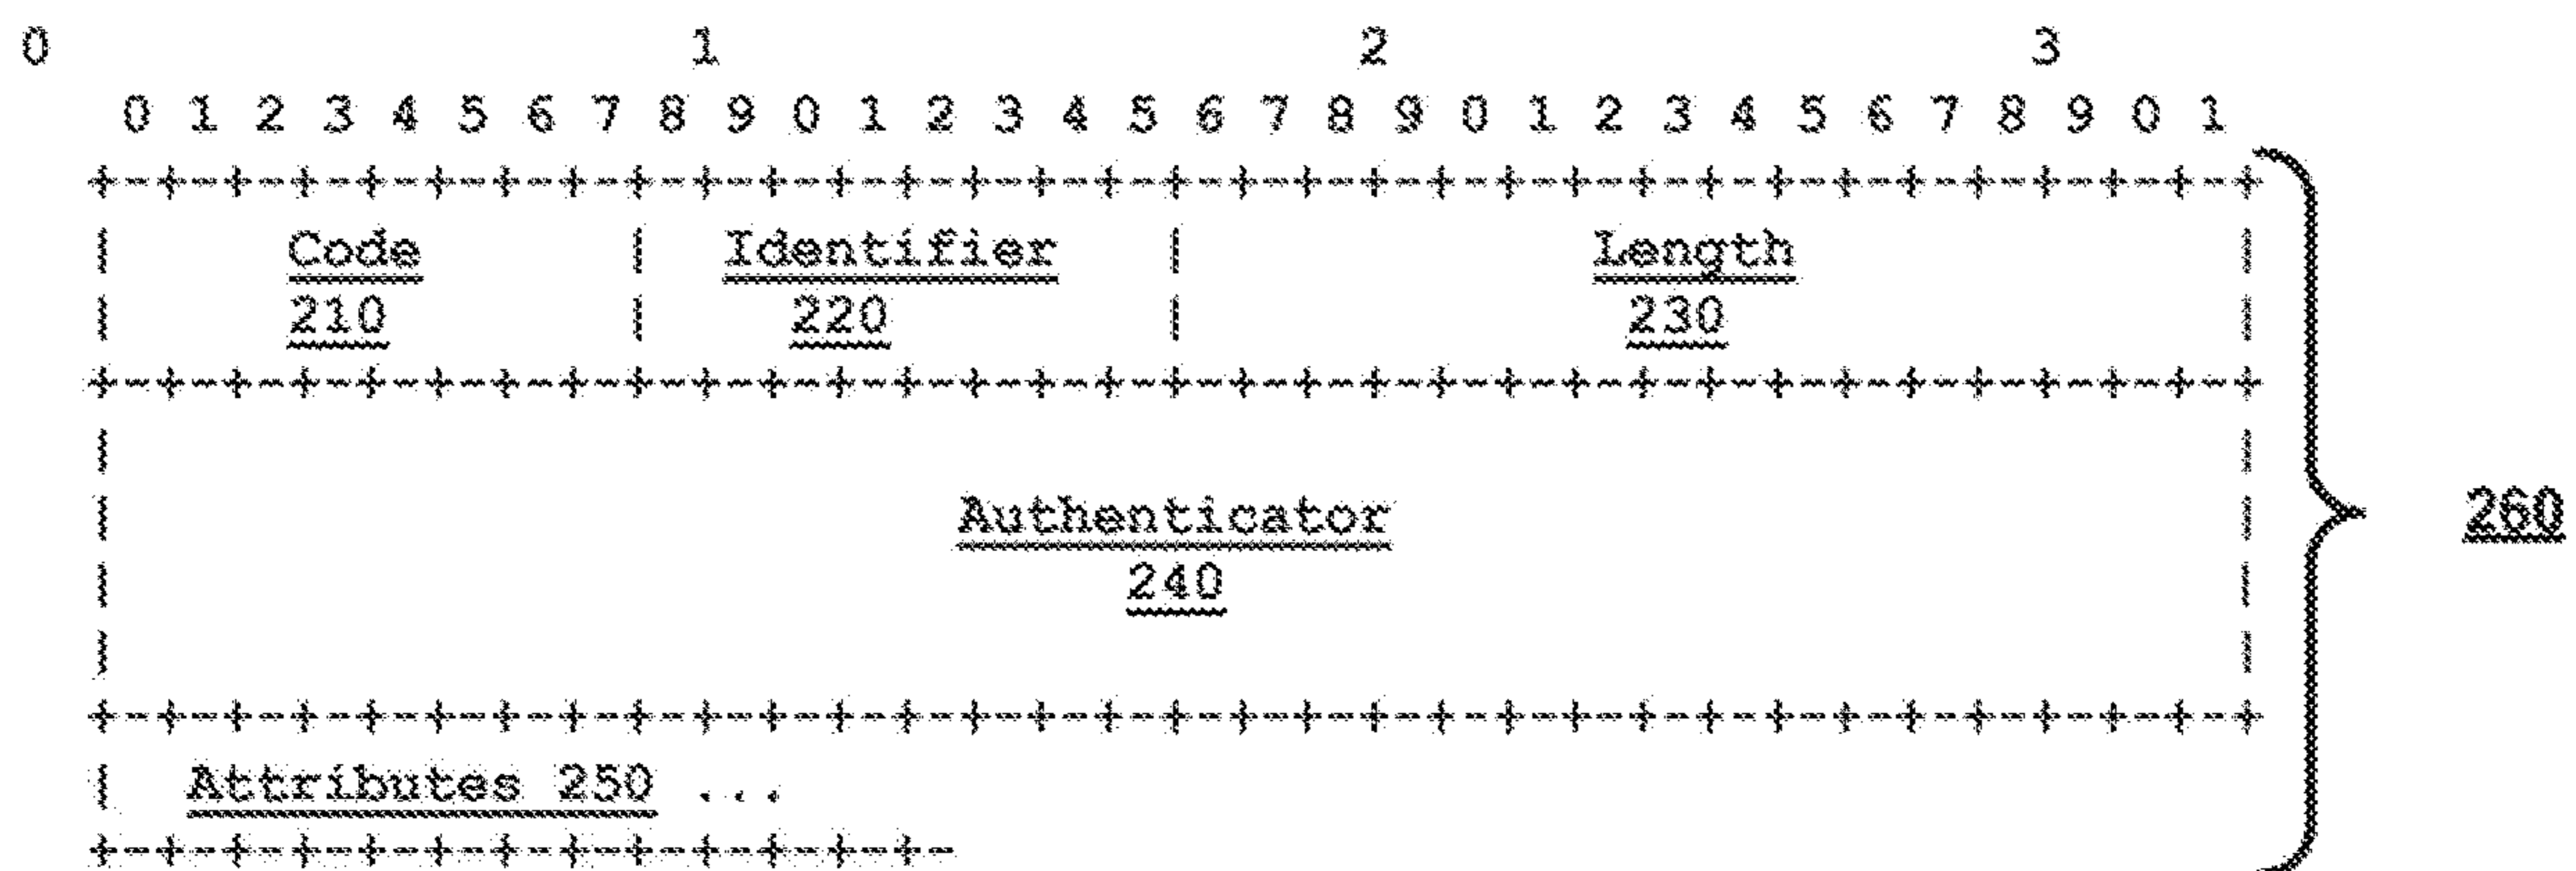 0 1 2 3
0 1 2 3 4 5 6 7 8 9 0 1 2 3 4 5 6 7 8 9 0 1 2 3 4 5 6 7 8 9 0 1
+-+-+-+-+-+-+-+-+-+-+-+-+-+-+-+-+-+-+-+-+-+-+-+-+-+-+-+-+-+-+-+-+
| Code | Identifier | Length |
| 210 | 220 | 230 |
+-+-+-+-+-+-+-+-+-+-+-+-+-+-+-+-+-+-+-+-+-+-+-+-+-+-+-+-+-+-+-+-+
| |
| Authenticator | 260
| 240 |
| |
+-+-+-+-+-+-+-+-+-+-+-+-+-+-+-+-+-+-+-+-+-+-+-+-+-+-+-+-+-+-+-+-+
| Attributes 250 ...
+-+-+-+-+-+-+-+-+-+-+-+-+-